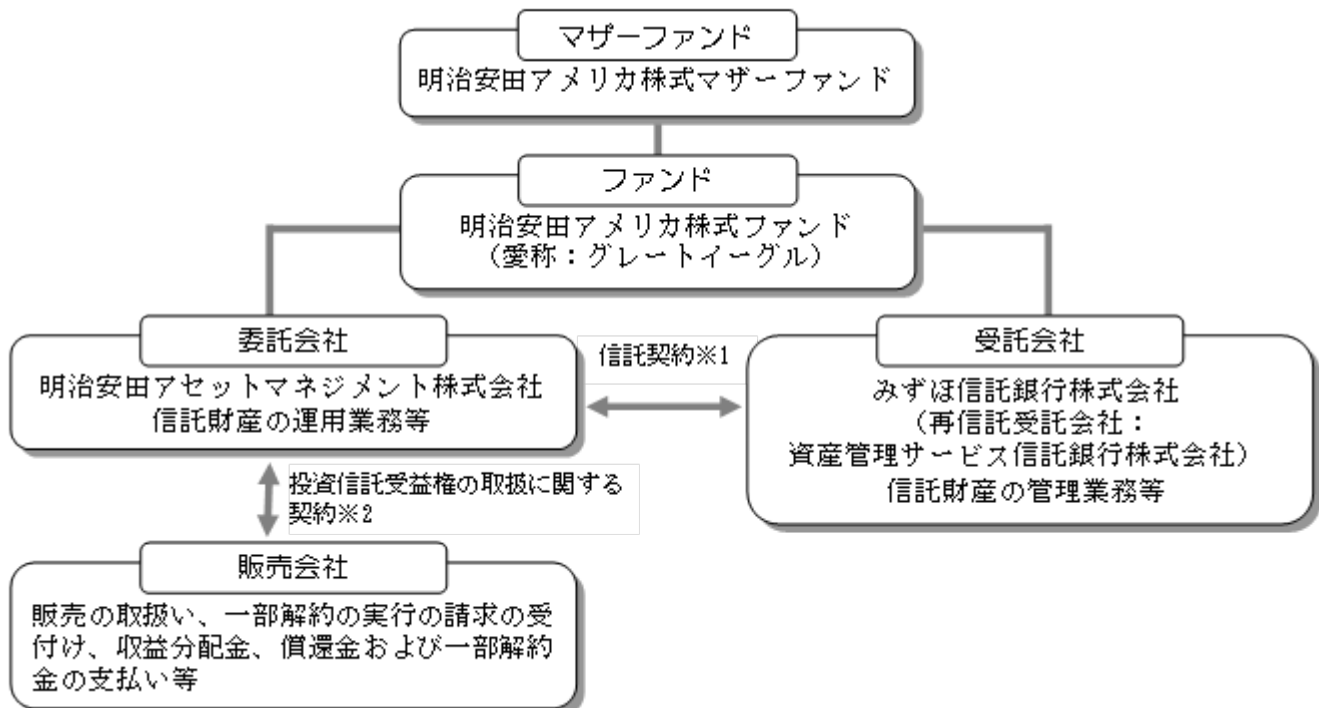 マザーファンド
明治安田アメリカ株式マザーファンド
ファンド
明治安田アメリカ株式ファンド
（愛称：グレートイーグル）
委託会社
明治安田アセットマネジメント株式会社
信託財産の運用業務等
信託契約※1
受託会社
みずほ信託銀行株式会社
（再信託受託会社：
資産管理サービス信託銀行株式会社）
信託財産の管理業務等
投資信託受益権の取扱に関する
契約※2
販売会社
販売の取扱い、一部解約の実行の請求の受
付け、収益分配金、償還金および一部解約
金の支払い等